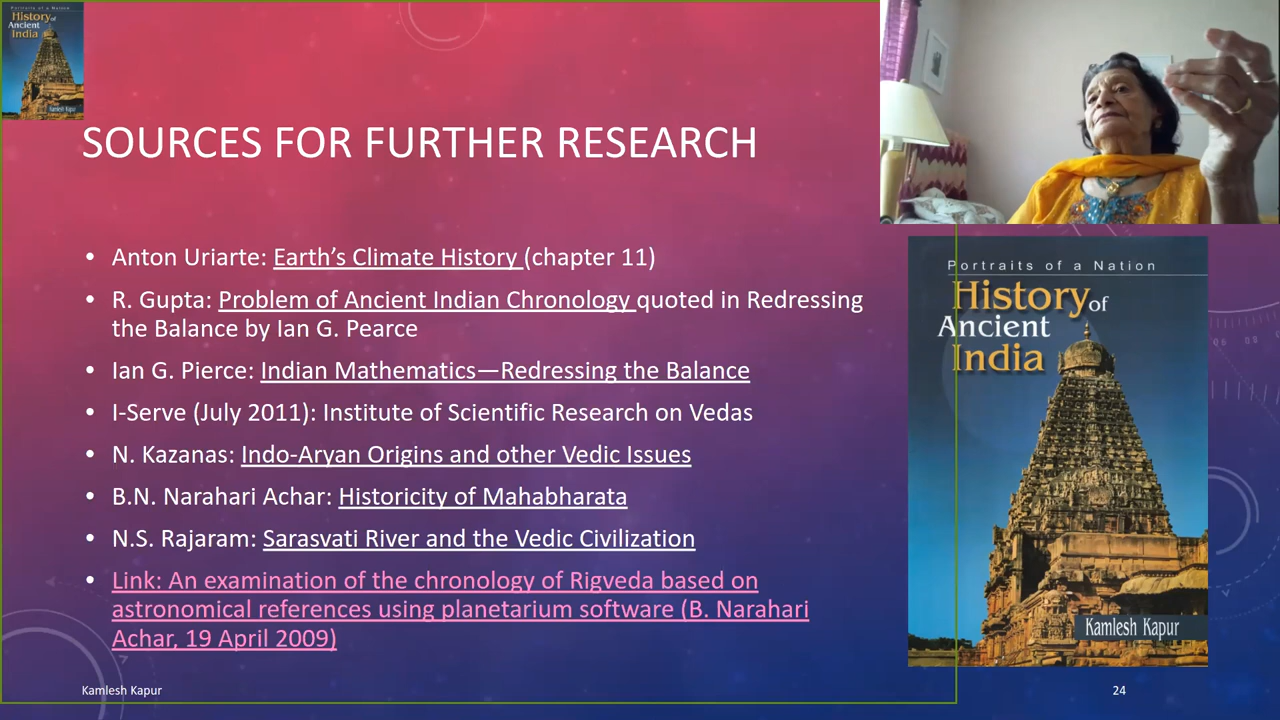 Portraits of a Nation
History of
Ancient
India
Kamlesh Kapur
SOURCES FOR FURTHER RESEARCH
• Anton Uriarte: Earth’s Climate History (chapter 11)
• R. Gupta: Problem of Ancient Indian Chronology quoted in Redressing
the Balance by Ian G. Pearce
• Ian G. Pierce: Indian Mathematics—Redressing the Balance
• I-Serve (July 2011): Institute of Scientific Research on Vedas
• N. Kazanas: Indo-Aryan Origins and other Vedic Issues
• B.N. Narahari Achar: Historicity of Mahabharata
• N.S. Rajaram: Sarasvati River and the Vedic Civilization
• Link: An examination of the chronology of Rigveda based on
astronomical references using planetarium software (B. Narahari
Achar, 19 April 2009)
Portraits of a Nation
History of
Ancient
India
Kamlesh Kapur
Kamlesh Kapur
24